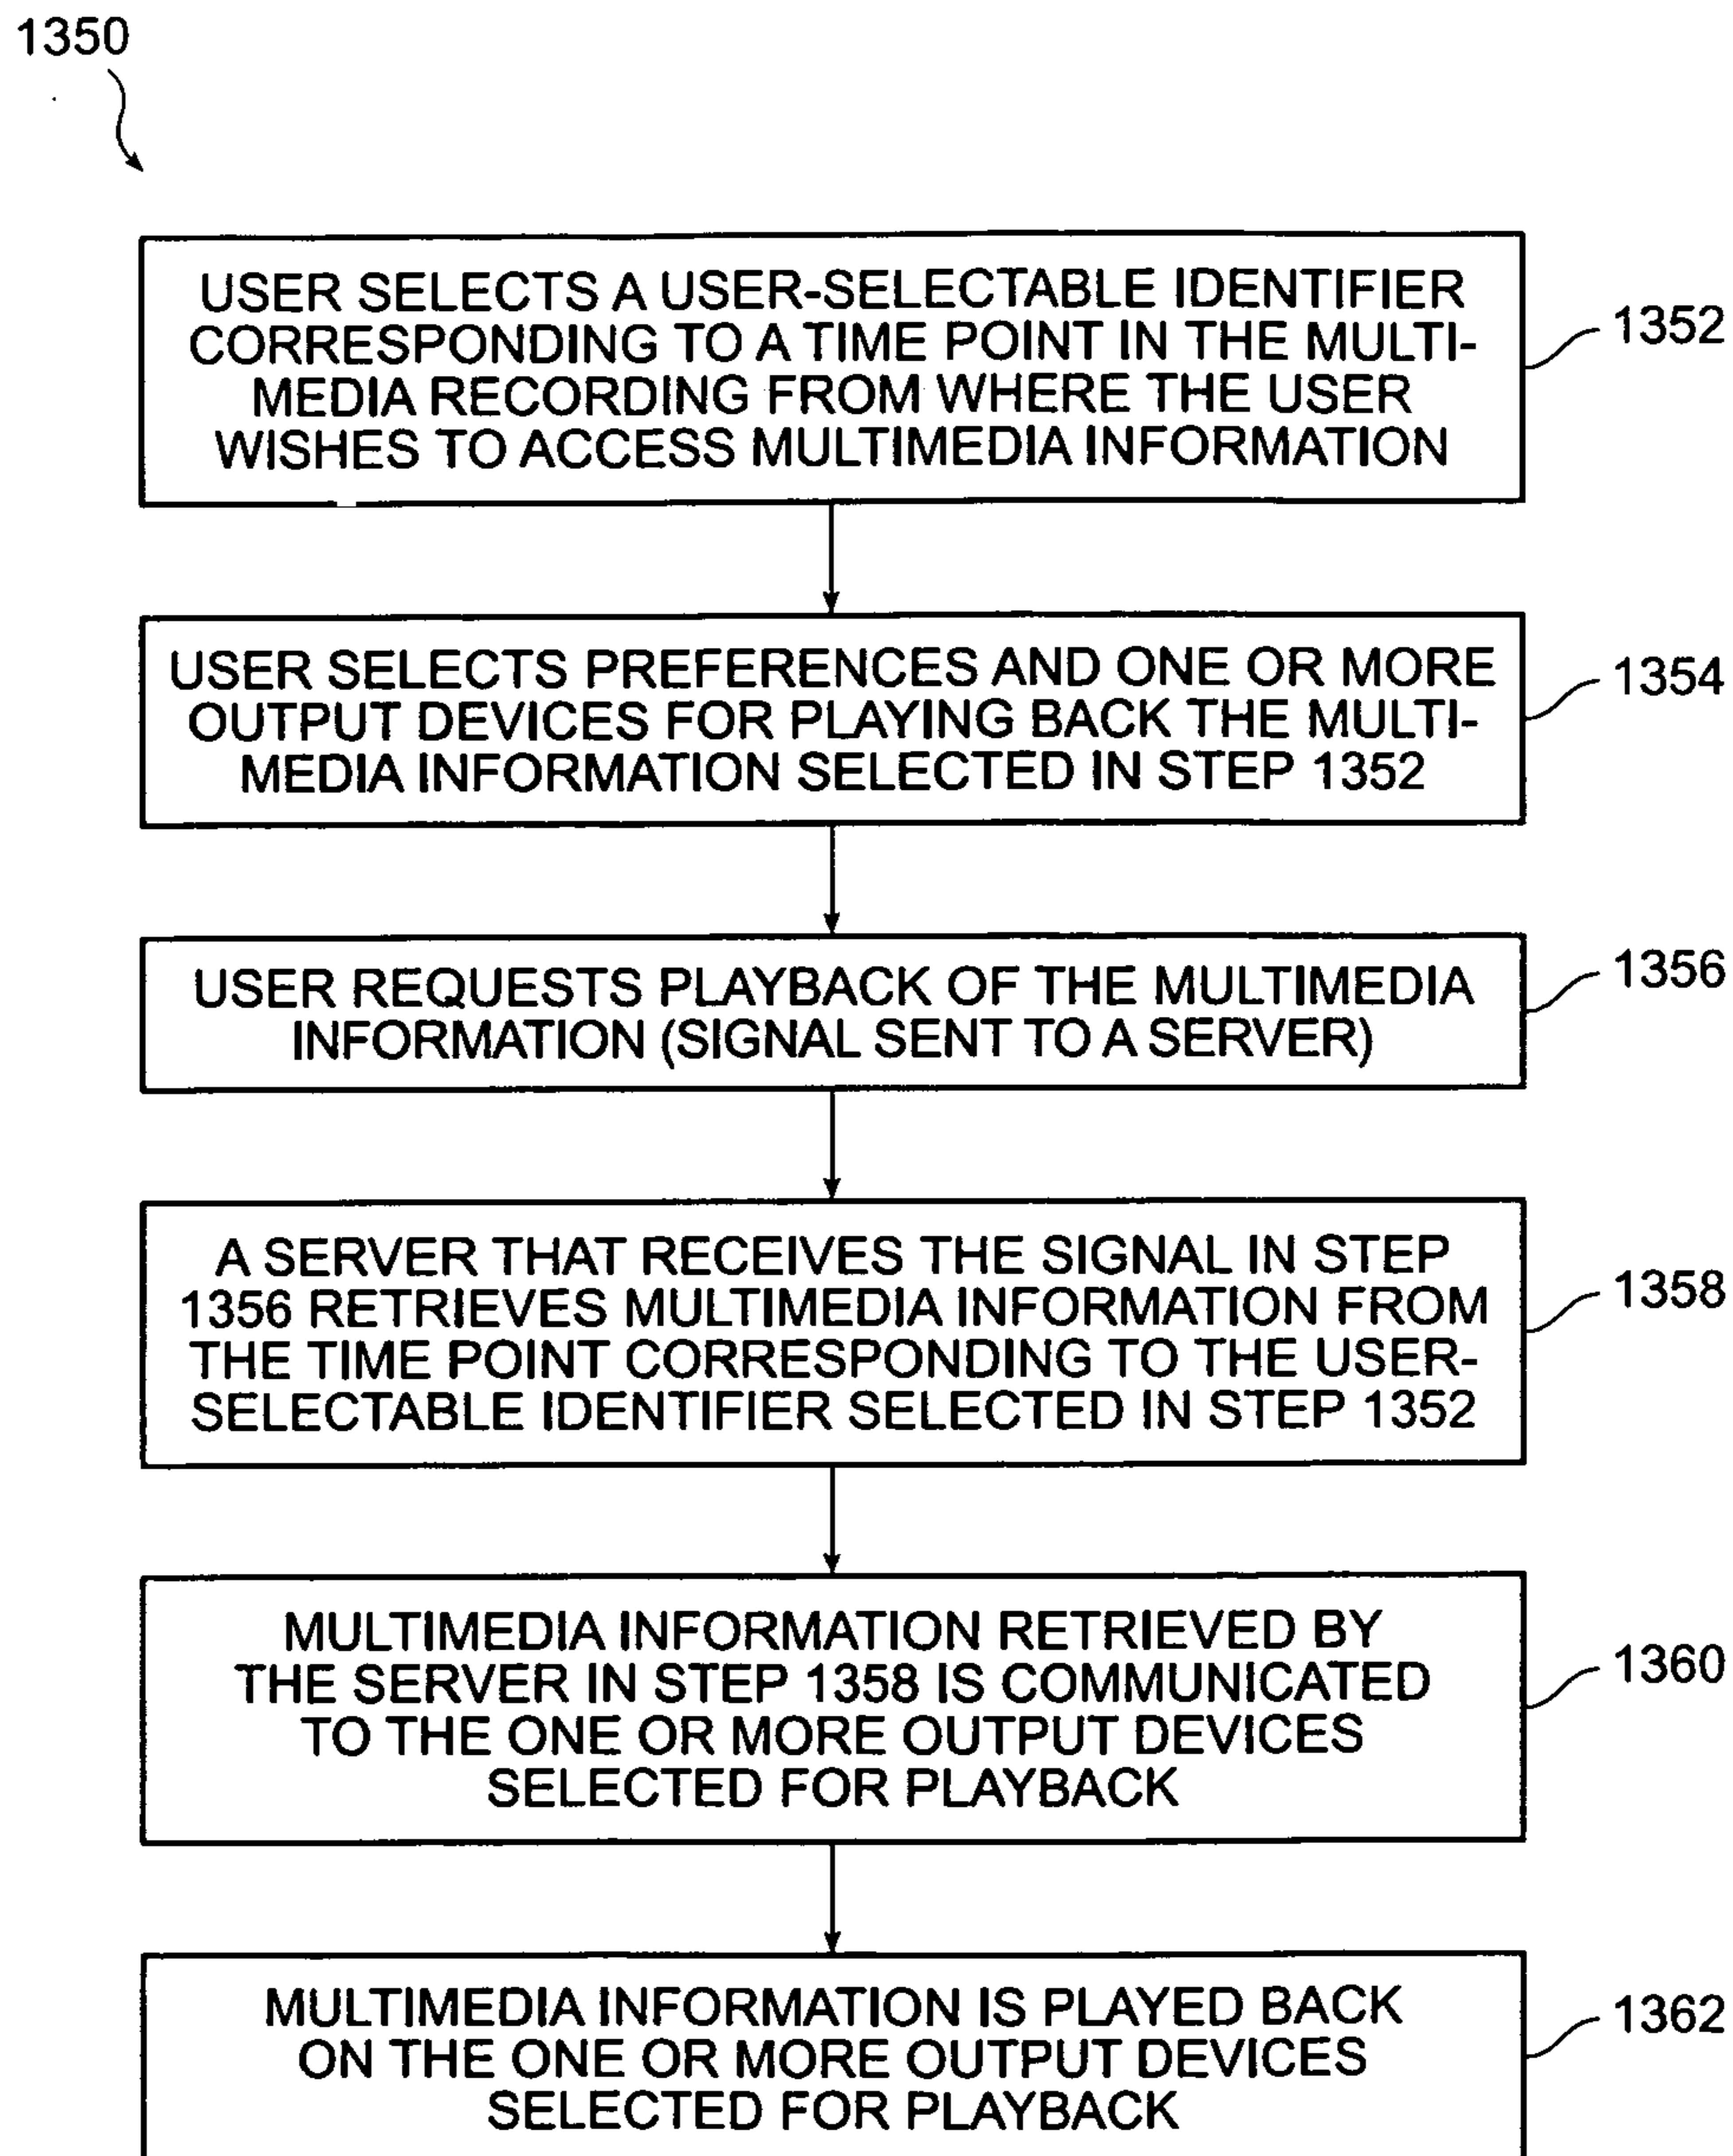 1350
USER SELECTS A USER-SELECTABLE IDENTIFIER
CORRESPONDING TO A TIME POINT IN THE MULTI-
MEDIA RECORDING FROM WHERE THE USER
WISHES TO ACCESS MULTIMEDIA INFORMATION
1352
USER SELECTS PREFERENCES AND ONE OR MORE
OUTPUT DEVICES FOR PLAYING BACK THE MULTI-
MEDIA INFORMATION SELECTED IN STEP 1352
1354
USER REQUESTS PLAYBACK OF THE MULTIMEDIA
INFORMATION (SIGNAL SENT TO A SERVER)
1356
A SERVER THAT RECEIVES THE SIGNAL IN STEP
1356 RETRIEVES MULTIMEDIA INFORMATION FROM
THE TIME POINT CORRESPONDING TO THE USER-
SELECTABLE IDENTIFIER SELECTED IN STEP 1352
1358
MULTIMEDIA INFORMATION RETRIEVED BY
THE SERVER IN STEP 1358 IS COMMUNICATED
TO THE ONE OR MORE OUTPUT DEVICES
SELECTED FOR PLAYBACK
1360
MULTIMEDIA INFORMATION IS PLAYED BACK
ON THE ONE OR MORE OUTPUT DEVICES
SELECTED FOR PLAYBACK
1362